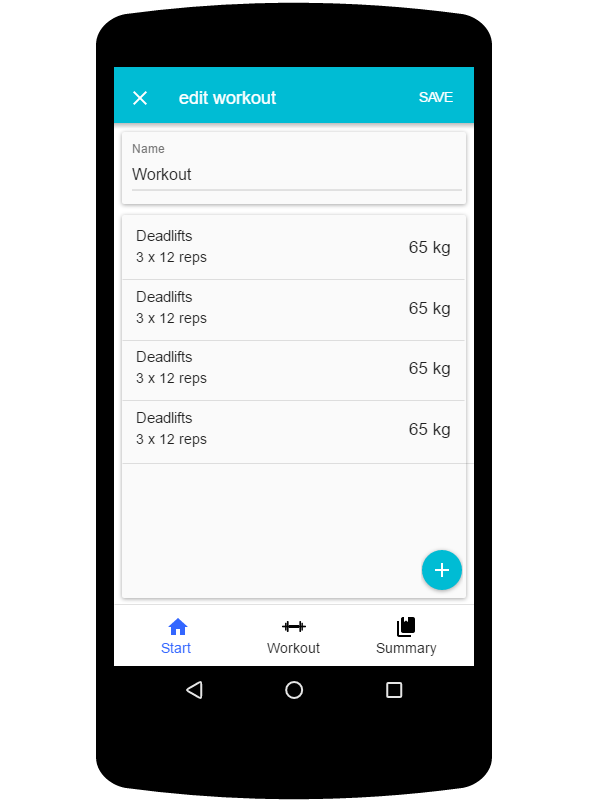 edit workout SAVE
Name
Workout
Deadlifts
3 x 12 reps
65 kg
Deadlifts
3 x 12 reps
65 kg
Deadlifts
3 x 12 reps
65 kg
Deadlifts
3 x 12 reps
65 kg
Start Workout Summary